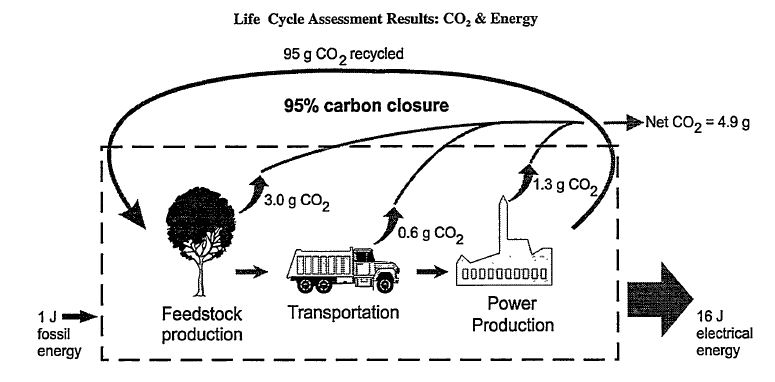 Life Cycle Assessment Results: CO₂ & Energy
95 g CO₂ recycled
95% carbon closure
Net CO₂ = 4.9 g
3.0 g CO₂
0.6 g CO₂
1.3 g CO₂
Feedstock
production
Transportation
Power
Production
1 J
fossil
energy
16 J
electrical
energy